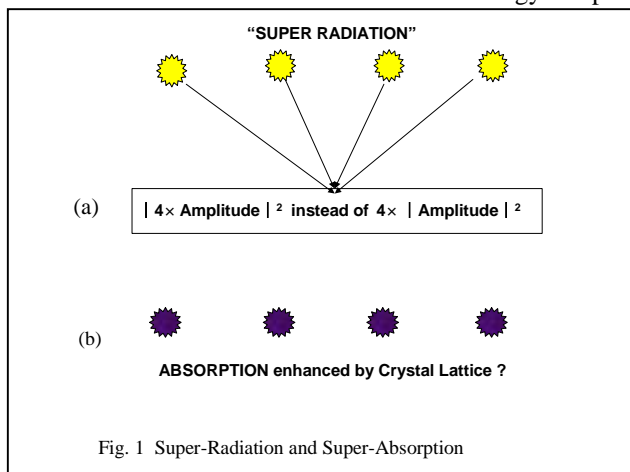 “SUPER RADIATION”
(a)
| 4× Amplitude | ² instead of 4× | Amplitude | ²
(b)
ABSORPTION enhanced by Crystal Lattice ?
Fig. 1 Super-Radiation and Super-Absorption